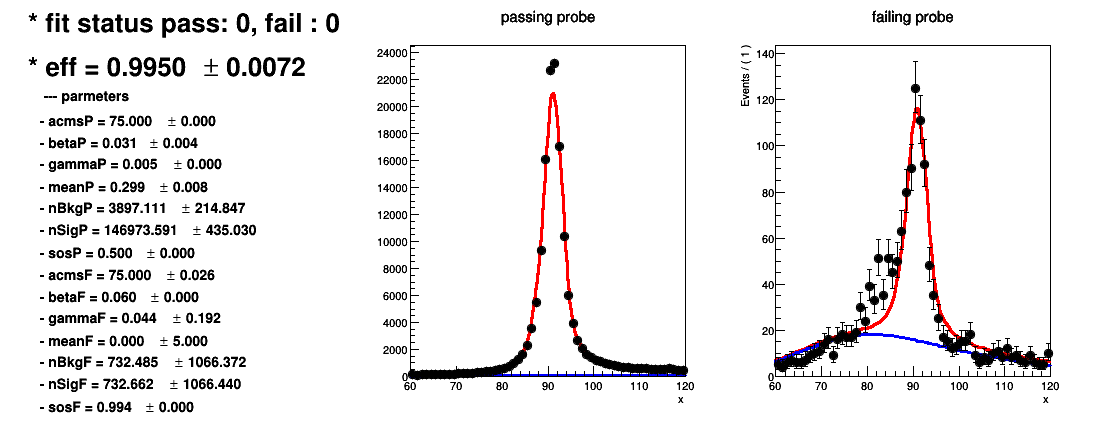 * fit status pass: 0, fail : 0
* eff = 0.9950 ± 0.0072
--- parmeters
- acmsP = 75.000 ± 0.000
- betaP = 0.031 ± 0.004
- gammaP = 0.005 ± 0.000
- meanP = 0.299 ± 0.008
- nBkgP = 3897.111 ± 214.847
- nSigP = 146973.591 ± 435.030
- sosP = 0.500 ± 0.000
- acmsF = 75.000 ± 0.026
- betaF = 0.060 ± 0.000
- gammaF = 0.044 ± 0.192
- meanF = 0.000 ± 5.000
- nBkgF = 732.485 ± 1066.372
- nSigF = 732.662 ± 1066.440
- sosF = 0.994 ± 0.000
passing probe
24000
22000
20000
18000
16000
14000
12000
10000
8000
6000
4000
2000
0
60 70 80 90 100 110 120
x
failing probe
Events / ( 1 )
140
120
100
80
60
40
20
0
60 70 80 90 100 110 120
x